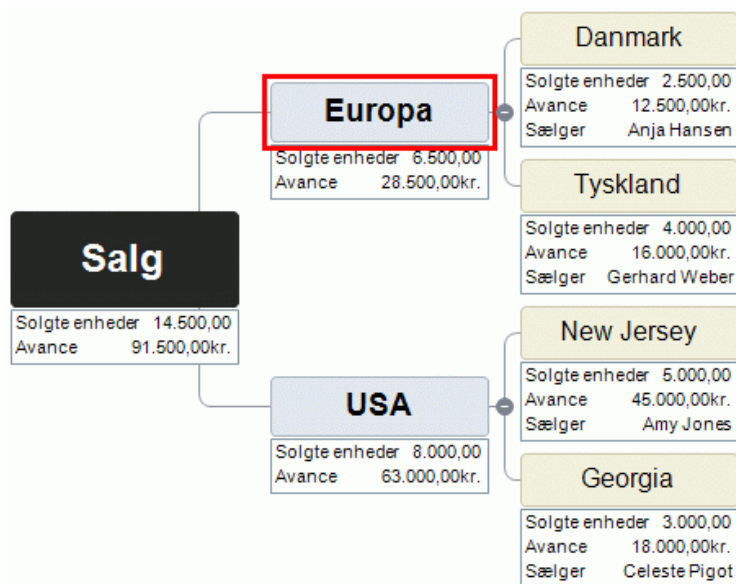 Salg
Solgte enheder 14.500,00
Avance 91.500,00kr.
Europa
Solgte enheder 6.500,00
Avance 28.500,00kr.
Danmark
Solgte enheder 2.500,00
Avance 12.500,00kr.
Sælger Anja Hansen
Tyskland
Solgte enheder 4.000,00
Avance 16.000,00kr.
Sælger Gerhard Weber
USA
Solgte enheder 8.000,00
Avance 63.000,00kr.
New Jersey
Solgte enheder 5.000,00
Avance 45.000,00kr.
Sælger Amy Jones
Georgia
Solgte enheder 3.000,00
Avance 18.000,00kr.
Sælger Celeste Pigot